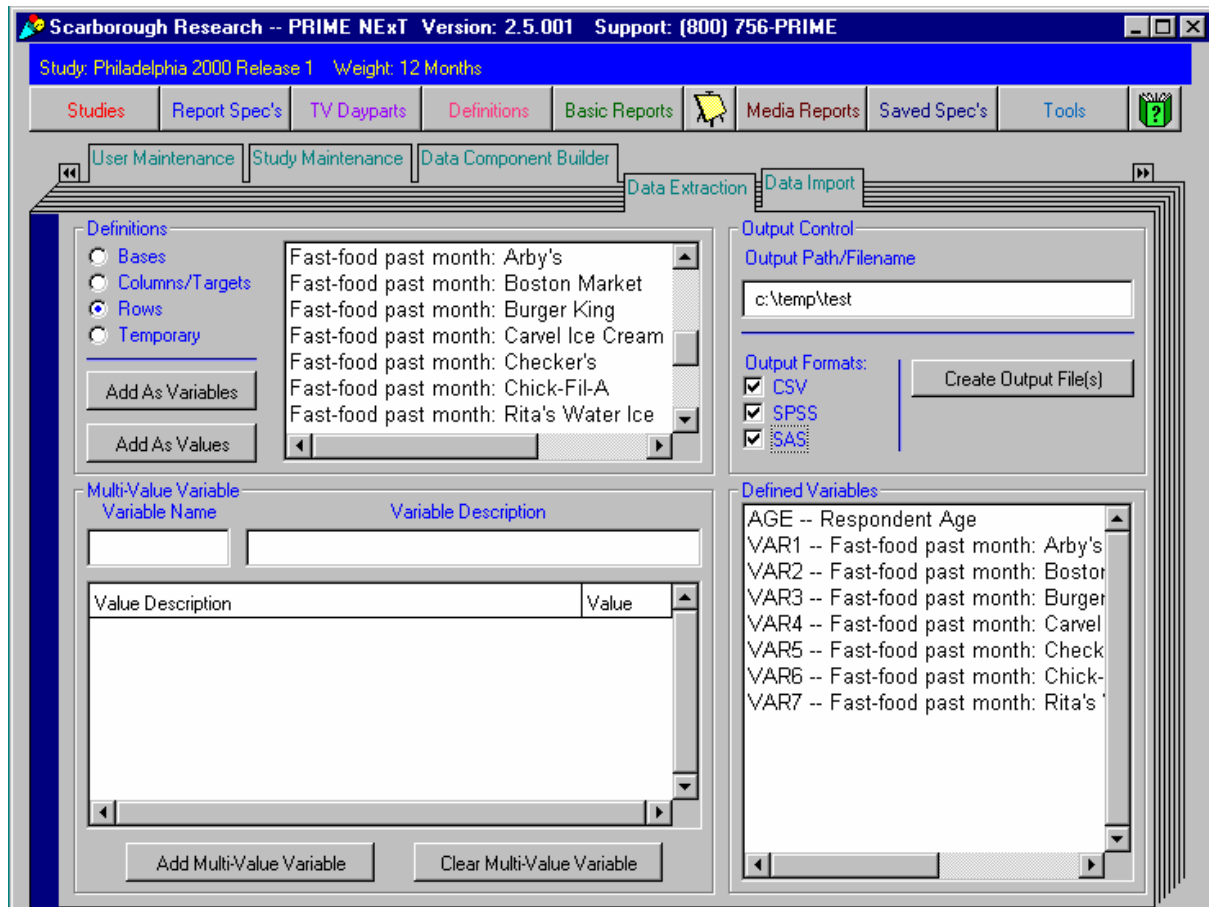 Scarborough Research -- PRIME NExT Version: 2.5.001 Support: (800) 756-PRIME
Study: Philadelphia 2000 Release 1 Weight: 12 Months
Studies Report Spec's TV Dayparts Definitions Basic Reports Media Reports Saved Spec's Tools ?
User Maintenance Study Maintenance Data Component Builder
Data Extraction Data Import
Definitions
Bases
Columns/Targets
Rows
Temporary
Add As Variables
Add As Values
Fast-food past month: Arby's
Fast-food past month: Boston Market
Fast-food past month: Burger King
Fast-food past month: Carvel Ice Cream
Fast-food past month: Checker's
Fast-food past month: Chick-Fil-A
Fast-food past month: Rita's Water Ice
Output Control
Output Path/Filename
c:\temp\test
Output Formats:
CSV
SPSS
SAS
Create Output File(s)
Multi-Value Variable
Variable Name Variable Description
Value Description Value
Add Multi-Value Variable Clear Multi-Value Variable
Defined Variables
AGE -- Respondent Age
VAR1 -- Fast-food past month: Arby's
VAR2 -- Fast-food past month: Bostor
VAR3 -- Fast-food past month: Burger
VAR4 -- Fast-food past month: Carvel
VAR5 -- Fast-food past month: Check
VAR6 -- Fast-food past month: Chick-
VAR7 -- Fast-food past month: Rita's